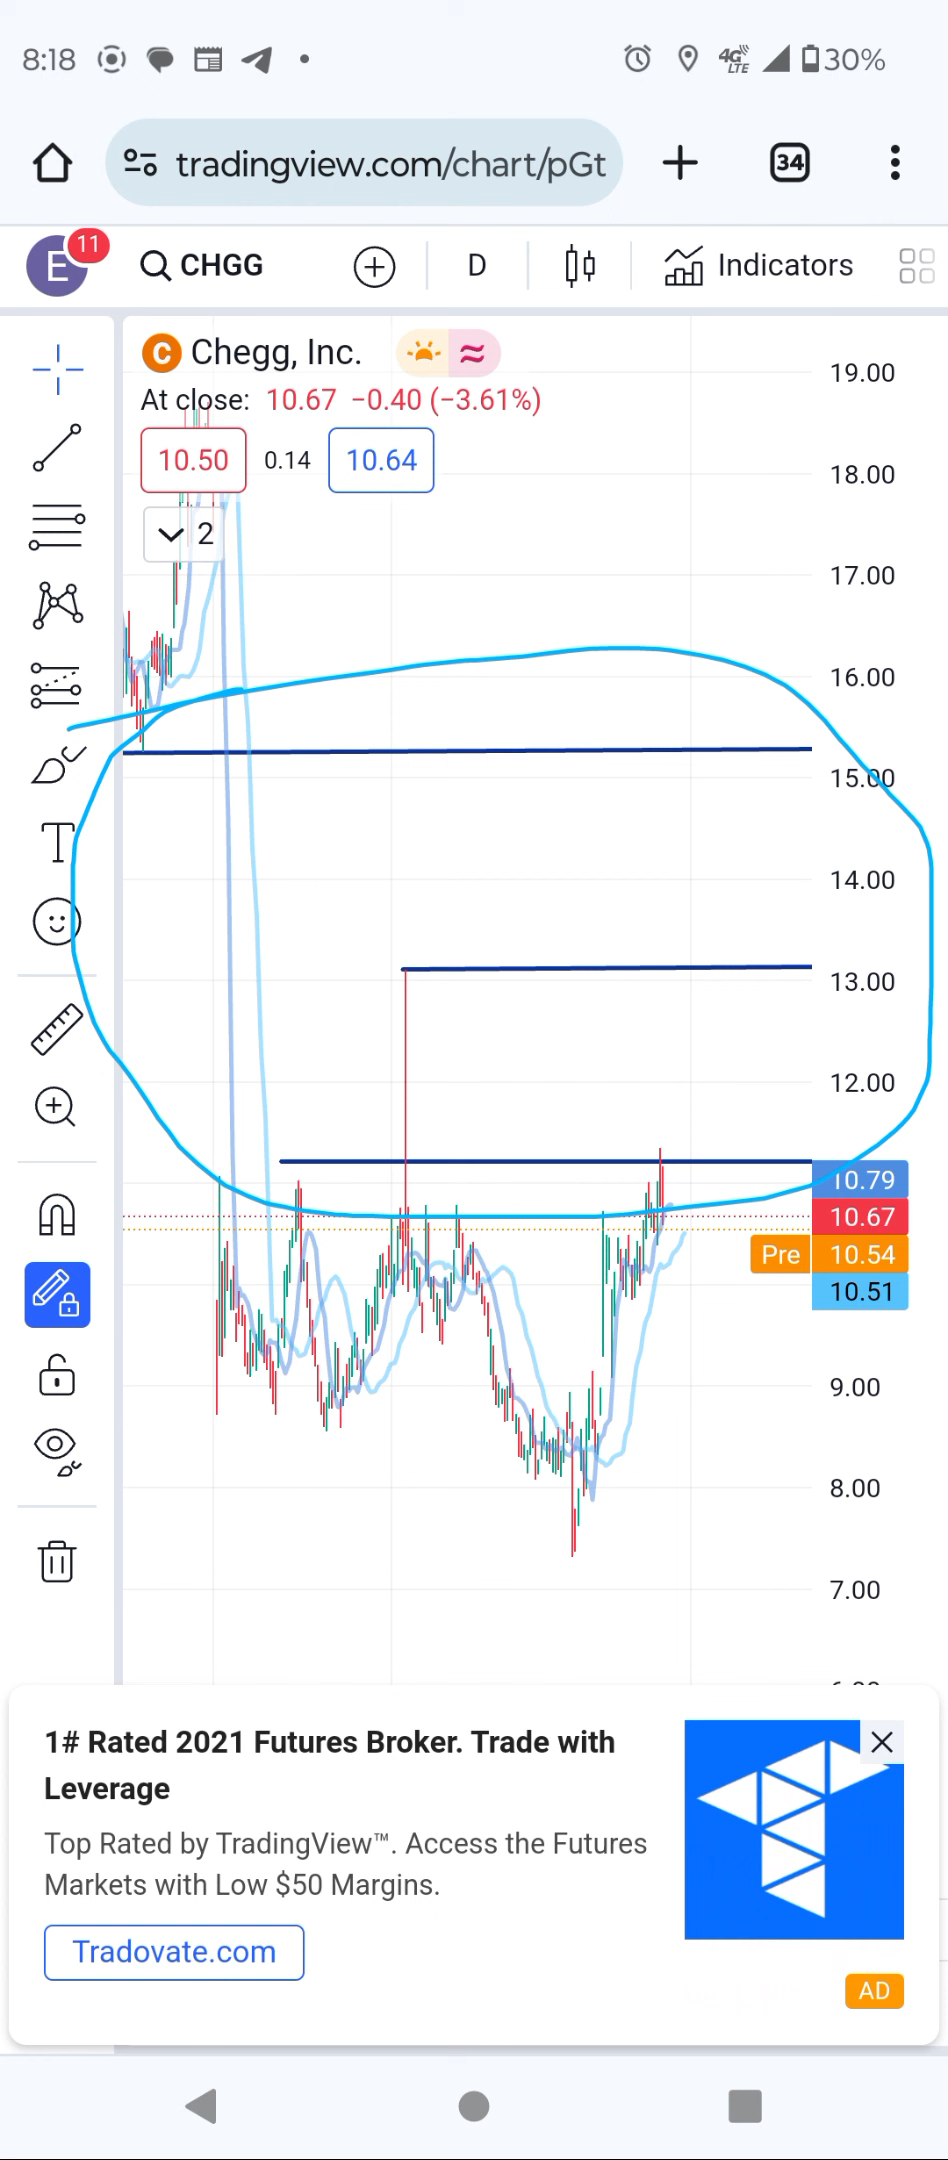 8:18 4G LTE 30%
tradingview.com/chart/pGt 34
E 11 CHGG D Indicators
C Chegg, Inc.
At close: 10.67 −0.40 (−3.61%)
10.50 0.14 10.64
2
19.00
18.00
17.00
16.00
15.00
14.00
13.00
12.00
10.79
10.67
Pre 10.54
10.51
9.00
8.00
7.00
1# Rated 2021 Futures Broker. Trade with
Leverage
Top Rated by TradingView™. Access the Futures
Markets with Low $50 Margins.
Tradovate.com
AD